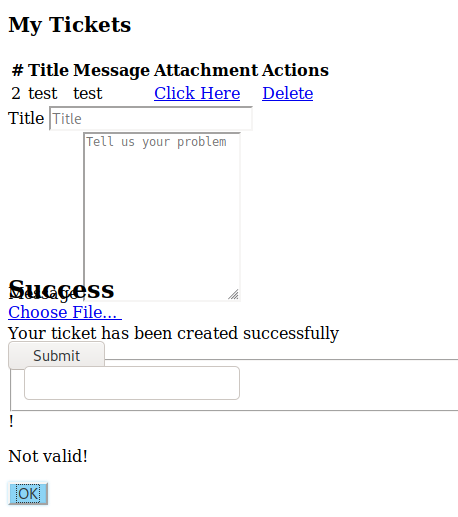 My Tickets
# Title Message Attachment Actions
2 test test Click Here Delete
Title Title
Tell us your problem
Message
Success
Choose File...
Your ticket has been created successfully
Submit
!
Not valid!
OK